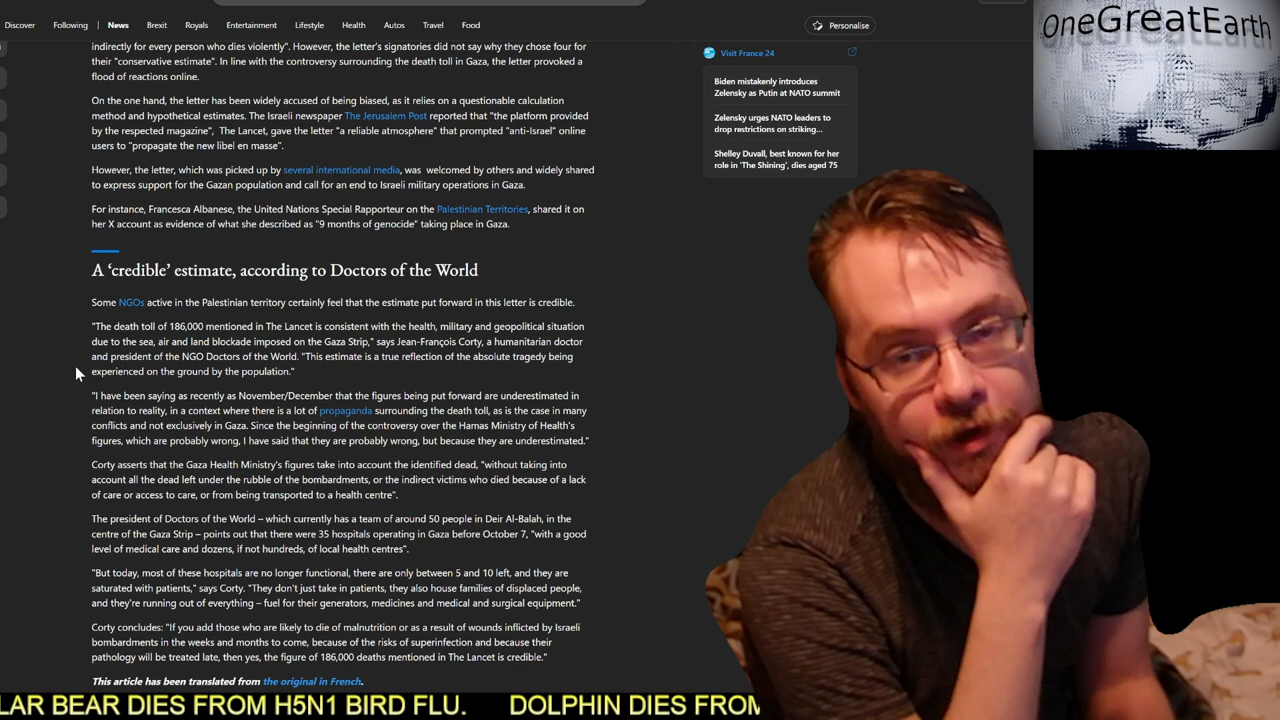 Discover Following News Brexit Royals Entertainment Lifestyle Health Autos Travel Food Personalise
OneGreatEarth
indirectly for every person who dies violently". However, the letter's signatories did not say why they chose four for
their "conservative estimate". In line with the controversy surrounding the death toll in Gaza, the letter provoked a
flood of reactions online.
On the one hand, the letter has been widely accused of being biased, as it relies on a questionable calculation
method and hypothetical estimates. The Israeli newspaper The Jerusalem Post reported that "the platform provided
by the respected magazine", The Lancet, gave the letter "a reliable atmosphere" that prompted "anti-Israel" online
users to "propagate the new libel en masse".
However, the letter, which was picked up by several international media, was welcomed by others and widely shared
to express support for the Gazan population and call for an end to Israeli military operations in Gaza.
For instance, Francesca Albanese, the United Nations Special Rapporteur on the Palestinian Territories, shared it on
her X account as evidence of what she described as "9 months of genocide" taking place in Gaza.
A 'credible' estimate, according to Doctors of the World
Some NGOs active in the Palestinian territory certainly feel that the estimate put forward in this letter is credible.
"The death toll of 186,000 mentioned in The Lancet is consistent with the health, military and geopolitical situation
due to the sea, air and land blockade imposed on the Gaza Strip," says Jean-François Corty, a humanitarian doctor
and president of the NGO Doctors of the World. "This estimate is a true reflection of the absolute tragedy being
experienced on the ground by the population."
"I have been saying as recently as November/December that the figures being put forward are underestimated in
relation to reality, in a context where there is a lot of propaganda surrounding the death toll, as is the case in many
conflicts and not exclusively in Gaza. Since the beginning of the controversy over the Hamas Ministry of Health's
figures, which are probably wrong, I have said that they are probably wrong, but because they are underestimated."
Corty asserts that the Gaza Health Ministry's figures take into account the identified dead, "without taking into
account all the dead left under the rubble of the bombardments, or the indirect victims who died because of a lack
of care or access to care, or from being transported to a health centre".
The president of Doctors of the World – which currently has a team of around 50 people in Deir Al-Balah, in the
centre of the Gaza Strip – points out that there were 35 hospitals operating in Gaza before October 7, "with a good
level of medical care and dozens, if not hundreds, of local health centres".
"But today, most of these hospitals are no longer functional, there are only between 5 and 10 left, and they are
saturated with patients," says Corty. "They don't just take in patients, they also house families of displaced people,
and they're running out of everything – fuel for their generators, medicines and medical and surgical equipment."
Corty concludes: "If you add those who are likely to die of malnutrition or as a result of wounds inflicted by Israeli
bombardments in the weeks and months to come, because of the risks of superinfection and because their
pathology will be treated late, then yes, the figure of 186,000 deaths mentioned in The Lancet is credible."
This article has been translated from the original in French.
Visit France 24
Biden mistakenly introduces
Zelensky as Putin at NATO summit
Zelensky urges NATO leaders to
drop restrictions on striking...
Shelley Duvall, best known for her
role in 'The Shining', dies aged 75
LAR BEAR DIES FROM H5N1 BIRD FLU. DOLPHIN DIES FROM